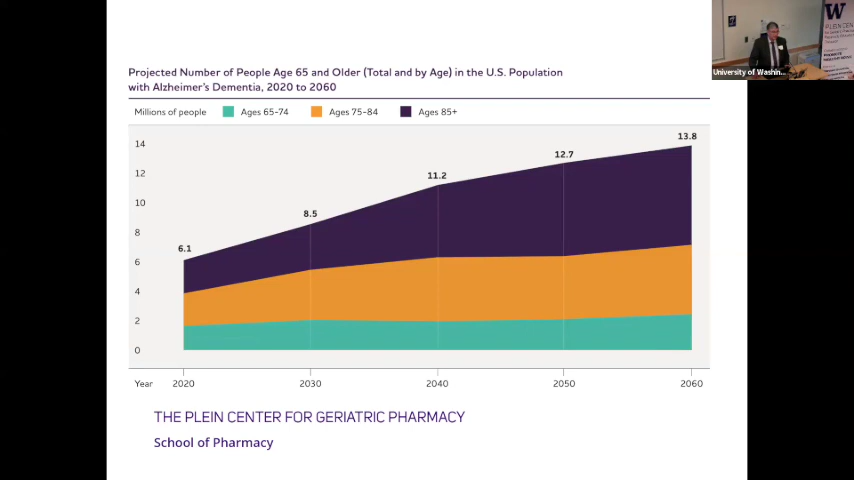 Projected Number of People Age 65 and Older (Total and by Age) in the U.S. Population
with Alzheimer's Dementia, 2020 to 2060
Millions of people
Ages 65-74
Ages 75-84
Ages 85+
14
12
10
8
6
4
2
0
6.1
8.5
11.2
12.7
13.8
Year
2020
2030
2040
2050
2060
THE PLEIN CENTER FOR GERIATRIC PHARMACY
School of Pharmacy
University of Washin...
W
PLEIN CEN